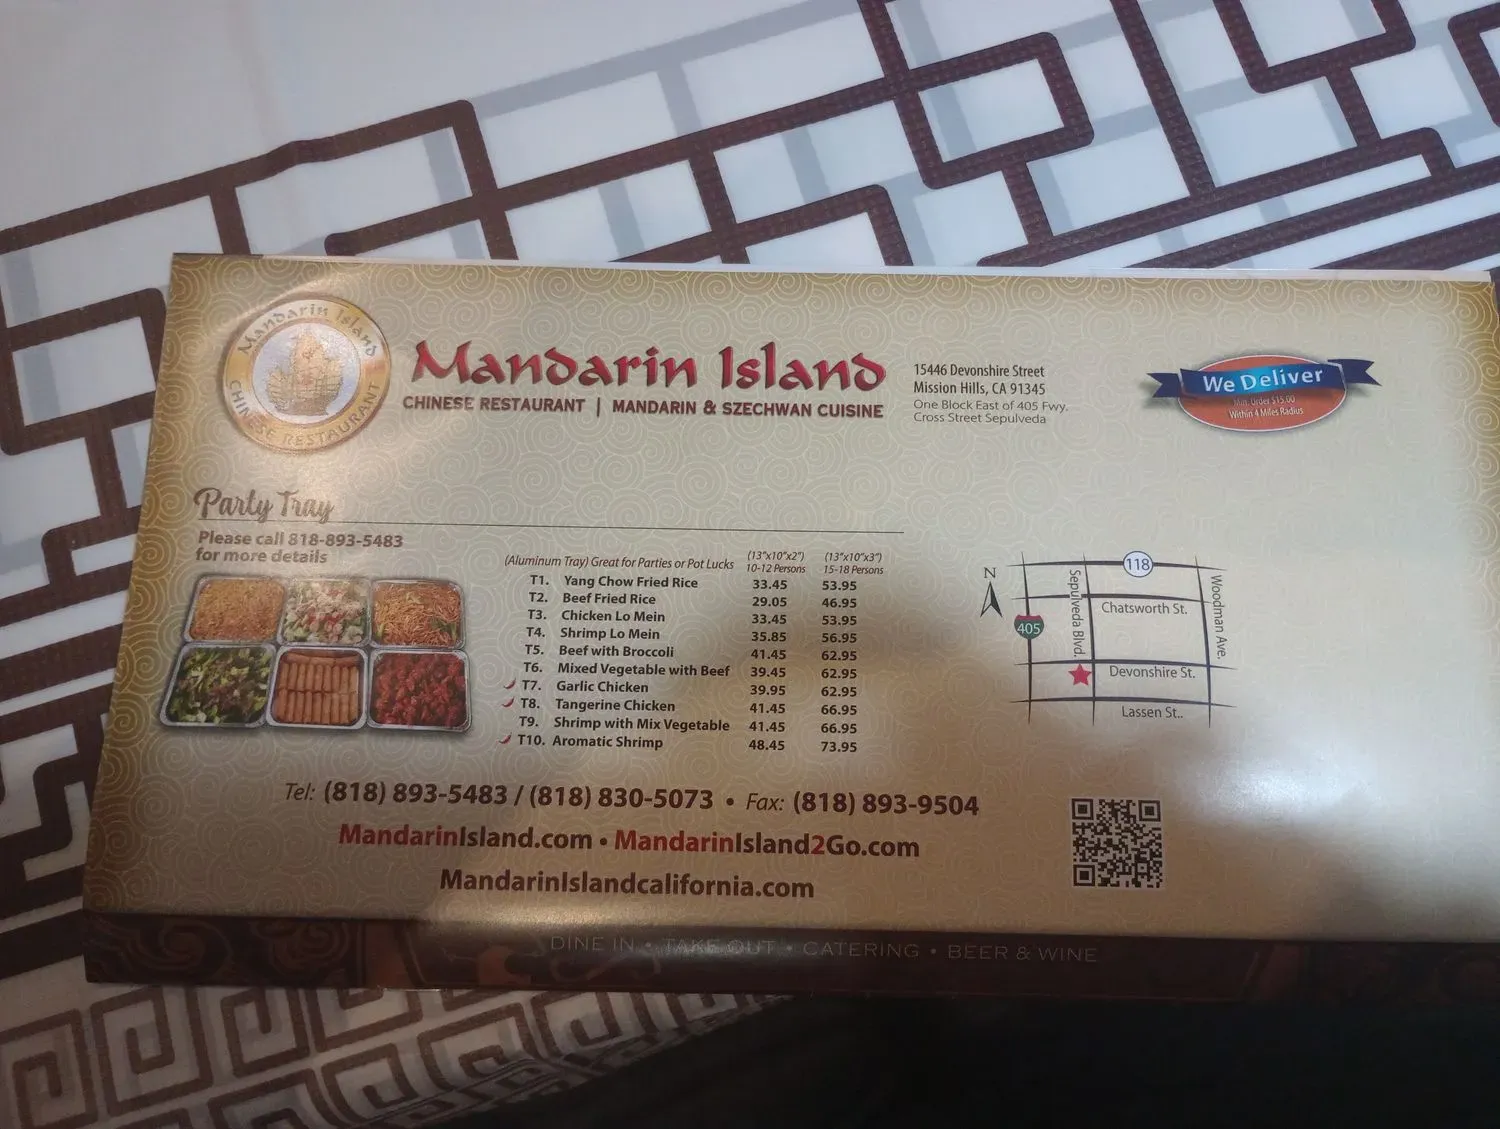 Mandarin Island
CHINESE RESTAURANT
Mandarin Island
CHINESE RESTAURANT | MANDARIN & SZECHWAN CUISINE
15446 Devonshire Street
Mission Hills, CA 91345
One Block East of 405 Fwy.
Cross Street Sepulveda
We Deliver
Min. Order $15.00
Within 4 Miles Radius
Party Tray
Please call 818-893-5483
for more details
(Aluminum Tray) Great for Parties or Pot Lucks (13"x10"x2") 10-12 Persons (13"x10"x3") 15-18 Persons
T1. Yang Chow Fried Rice 33.45 53.95
T2. Beef Fried Rice 29.05 46.95
T3. Chicken Lo Mein 33.45 53.95
T4. Shrimp Lo Mein 35.85 56.95
T5. Beef with Broccoli 41.45 62.95
T6. Mixed Vegetable with Beef 39.45 62.95
T7. Garlic Chicken 39.95 62.95
T8. Tangerine Chicken 41.45 66.95
T9. Shrimp with Mix Vegetable 41.45 66.95
T10. Aromatic Shrimp 48.45 73.95
N
118
405
Sepulveda Blvd.
Woodman Ave.
Chatsworth St.
Devonshire St.
Lassen St..
Tel: (818) 893-5483 / (818) 830-5073 • Fax: (818) 893-9504
MandarinIsland.com • MandarinIsland2Go.com
MandarinIslandcalifornia.com
DINE IN • TAKE OUT • CATERING • BEER & WINE